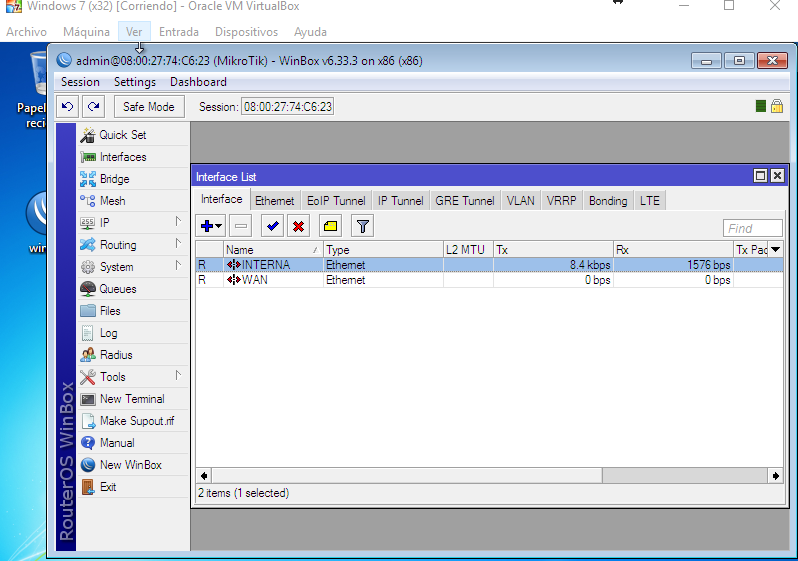 Windows 7 (x32) [Corriendo] - Oracle VM VirtualBox
Archivo Máquina Ver Entrada Dispositivos Ayuda
admin@08:00:27:74:C6:23 (MikroTik) - WinBox v6.33.3 on x86 (x86)
Session Settings Dashboard
Safe Mode Session: 08:00:27:74:C6:23
Papel
reci
win
RouterOS WinBox
Quick Set
Interfaces
Bridge
Mesh
IP
Routing
System
Queues
Files
Log
Radius
Tools
New Terminal
Make Supout.rif
Manual
New WinBox
Exit
Interface List
Interface Ethernet EoIP Tunnel IP Tunnel GRE Tunnel VLAN VRRP Bonding LTE
Find
Name Type L2 MTU Tx Rx Tx Pac
R INTERNA Ethernet 8.4 kbps 1576 bps
R WAN Ethernet 0 bps 0 bps
2 items (1 selected)